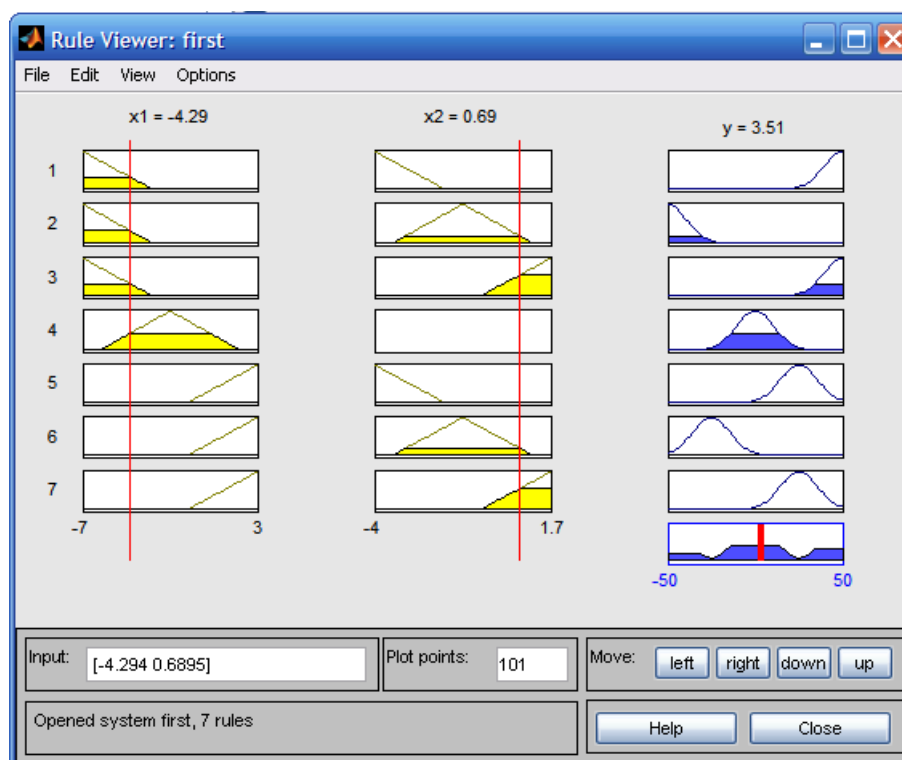 Rule Viewer: first
File Edit View Options
x1 = -4.29 x2 = 0.69 y = 3.51
1
2
3
4
5
6
7
-7 3 -4 1.7
-50 50
Input: [-4.294 0.6895] Plot points: 101 Move: left right down up
Opened system first, 7 rules Help Close